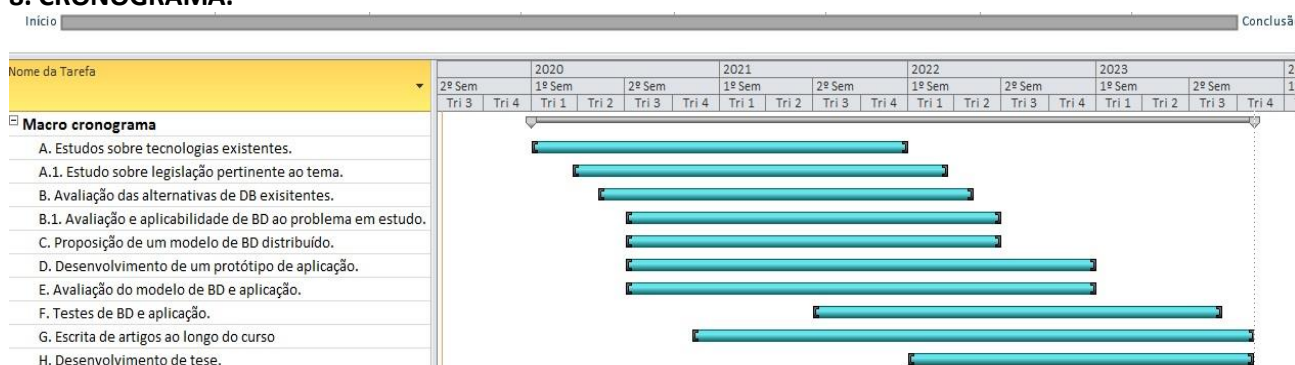 8. CRONOGRAMA:
Início Conclusã
Nome da Tarefa
2020 2021 2022 2023 2
2º Sem 1º Sem 2º Sem 1º Sem 2º Sem 1º Sem 2º Sem 1º Sem 2º Sem 1
Tri 3 Tri 4 Tri 1 Tri 2 Tri 3 Tri 4 Tri 1 Tri 2 Tri 3 Tri 4 Tri 1 Tri 2 Tri 3 Tri 4 Tri 1 Tri 2 Tri 3 Tri 4
Macro cronograma
A. Estudos sobre tecnologias existentes.
A.1. Estudo sobre legislação pertinente ao tema.
B. Avaliação das alternativas de DB exisitentes.
B.1. Avaliação e aplicabilidade de BD ao problema em estudo.
C. Proposição de um modelo de BD distribuído.
D. Desenvolvimento de um protótipo de aplicação.
E. Avaliação do modelo de BD e aplicação.
F. Testes de BD e aplicação.
G. Escrita de artigos ao longo do curso
H. Desenvolvimento de tese.